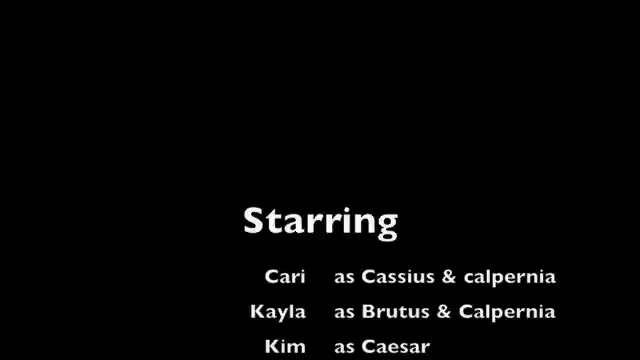 Starring
Cari as Cassius & calpernia
Kayla as Brutus & Calpernia
Kim as Caesar